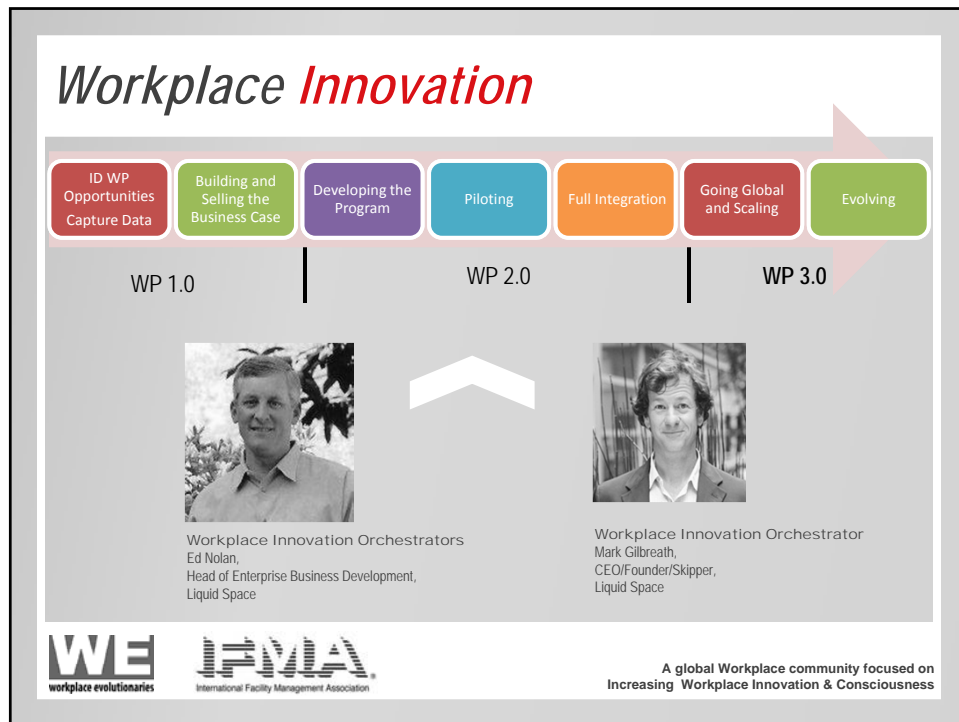 Workplace Innovation
ID WP
Opportunities
Capture Data
Building and
Selling the
Business Case
Developing the
Program
Piloting
Full Integration
Going Global
and Scaling
Evolving
WP 1.0
WP 2.0
WP 3.0
Workplace Innovation Orchestrators
Ed Nolan,
Head of Enterprise Business Development,
Liquid Space
Workplace Innovation Orchestrator
Mark Gilbreath,
CEO/Founder/Skipper,
Liquid Space
WE
workplace evolutionaries
IFMA.
International Facility Management Association
A global Workplace community focused on
Increasing Workplace Innovation & Consciousness